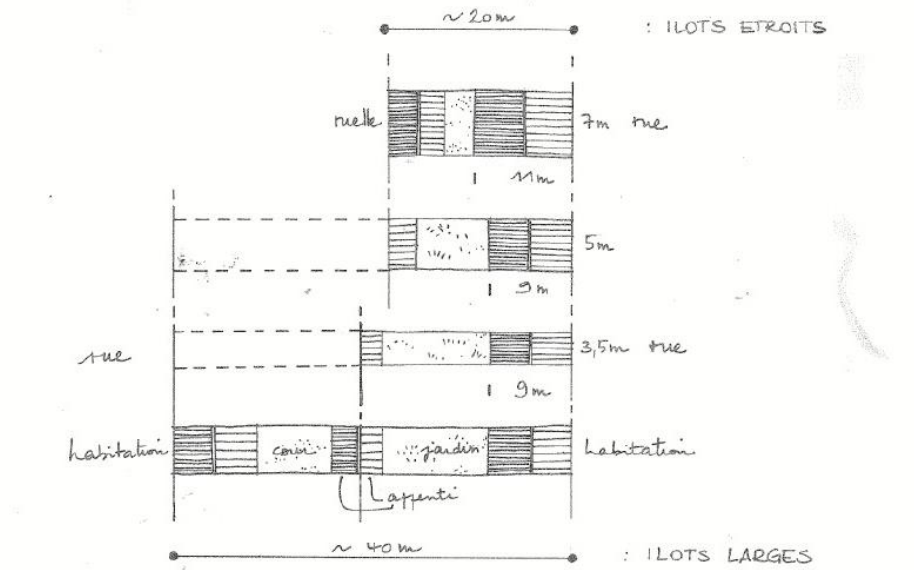 ~ 20m : ILOTS ETROITS
ruelle 7m rue
11m
5m
9m
rue 3,5m rue
9m
habitation cour jardin habitation
appenti
~ 40m : ILOTS LARGES